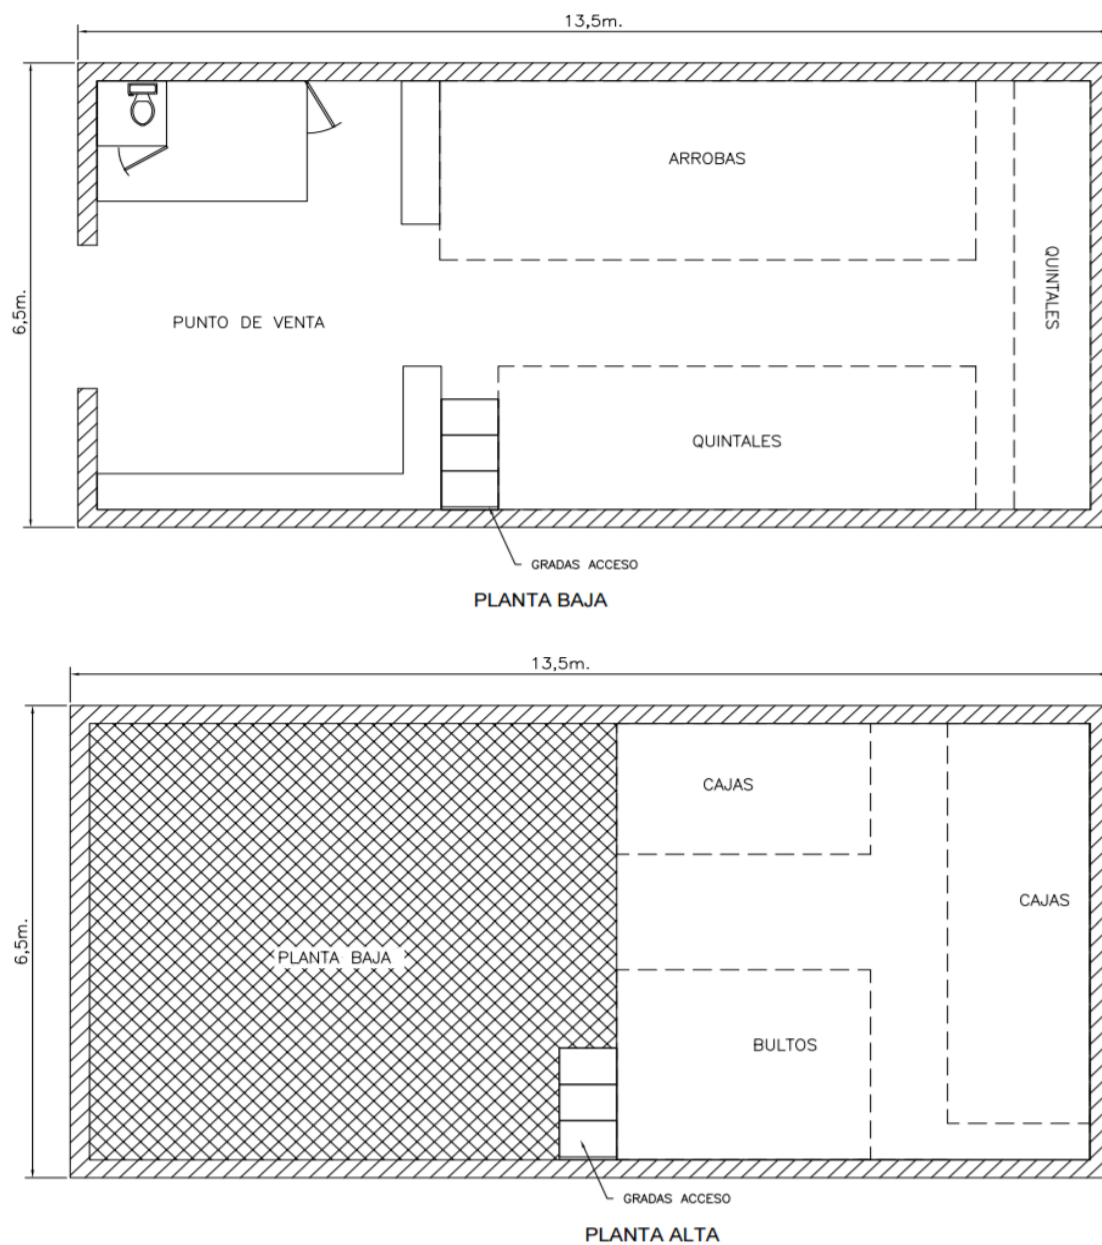 13,5m.
ARROBAS
6,5m.
PUNTO DE VENTA
QUINTALES
QUINTALES
GRADAS ACCESO
PLANTA BAJA
13,5m.
CAJAS
CAJAS
6,5m.
PLANTA BAJA
BULTOS
GRADAS ACCESO
PLANTA ALTA